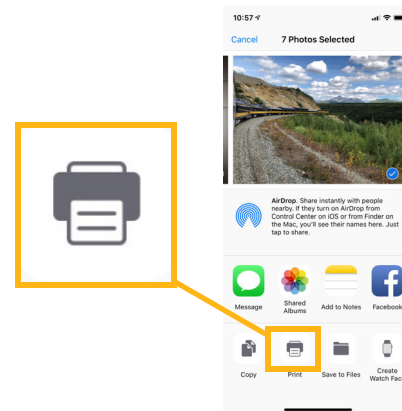 10:57
Cancel
7 Photos Selected
AirDrop. Share instantly with people
nearby. If they turn on AirDrop from
Control Center on iOS or from Finder on
the Mac, you'll see their names here. Just
tap to share.
Message
Shared
Albums
Add to Notes
Facebook
Copy
Print
Save to Files
Create
Watch Fac